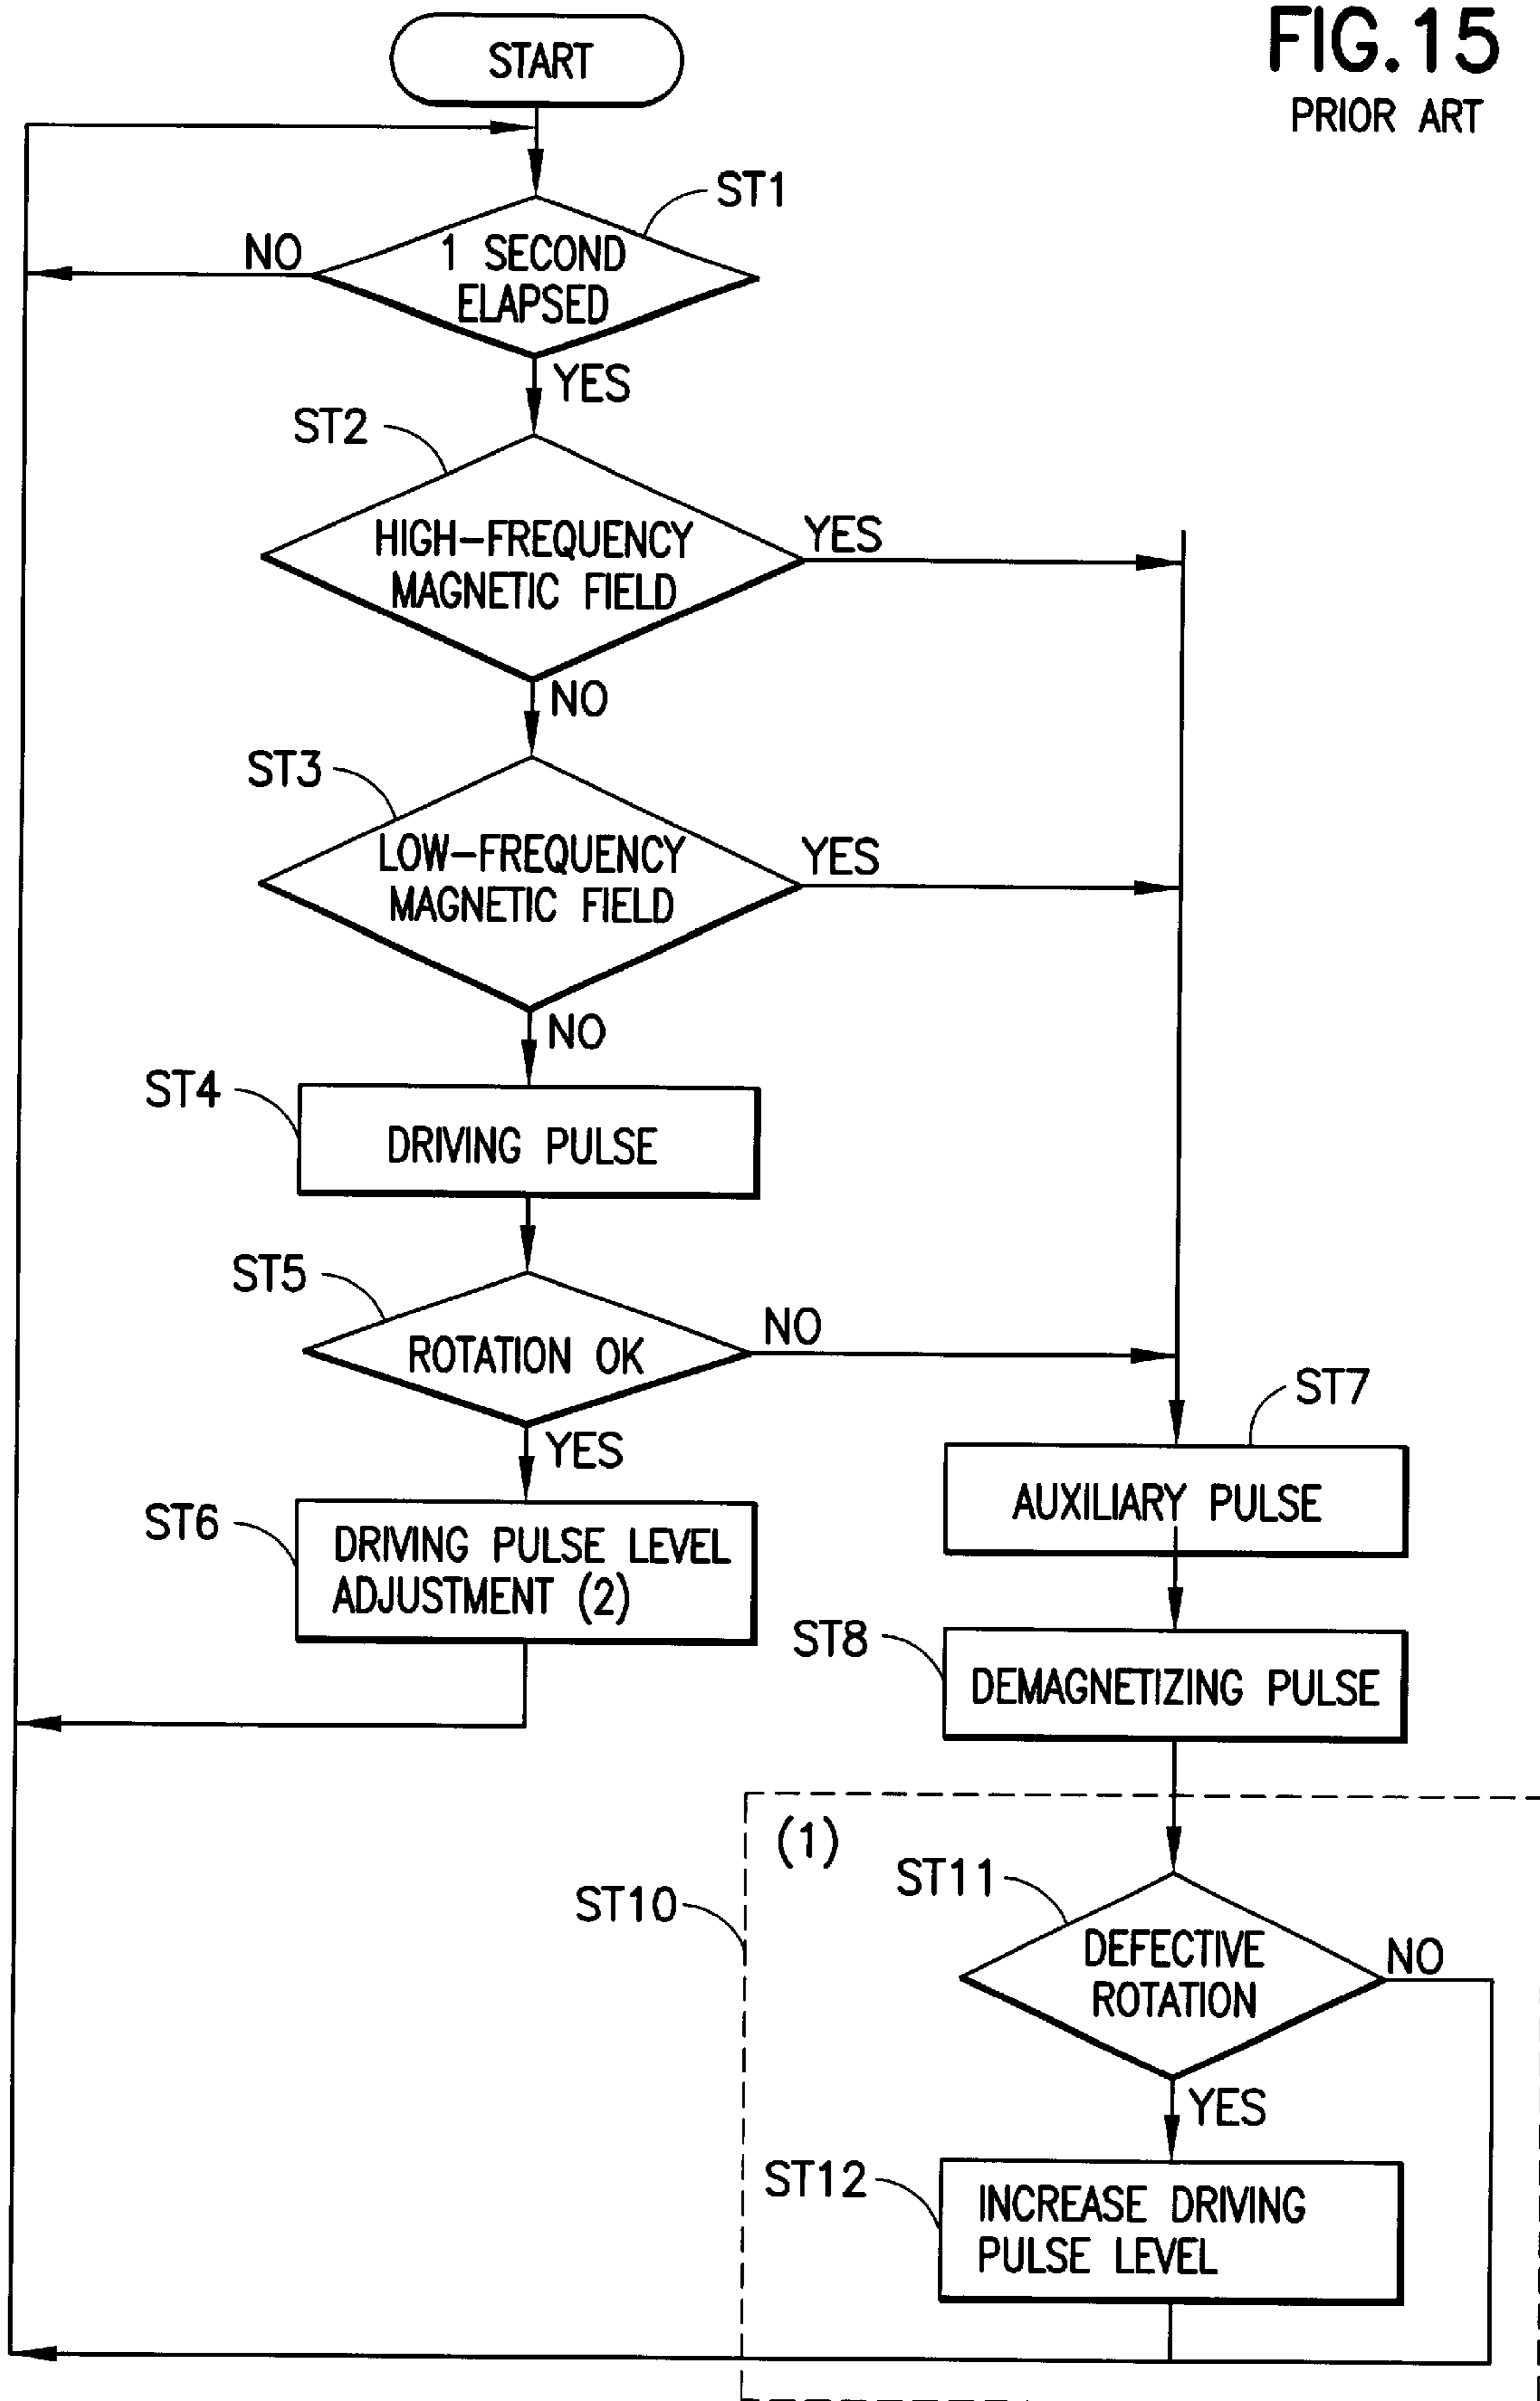 FIG.15
PRIOR ART
START
ST1
1 SECOND
ELAPSED
NO
YES
ST2
HIGH-FREQUENCY
MAGNETIC FIELD
YES
NO
ST3
LOW-FREQUENCY
MAGNETIC FIELD
YES
NO
ST4
DRIVING PULSE
ST5
ROTATION OK
NO
YES
ST6
DRIVING PULSE LEVEL
ADJUSTMENT (2)
ST7
AUXILIARY PULSE
ST8
DEMAGNETIZING PULSE
(1)
ST10
ST11
DEFECTIVE
ROTATION
NO
YES
ST12
INCREASE DRIVING
PULSE LEVEL